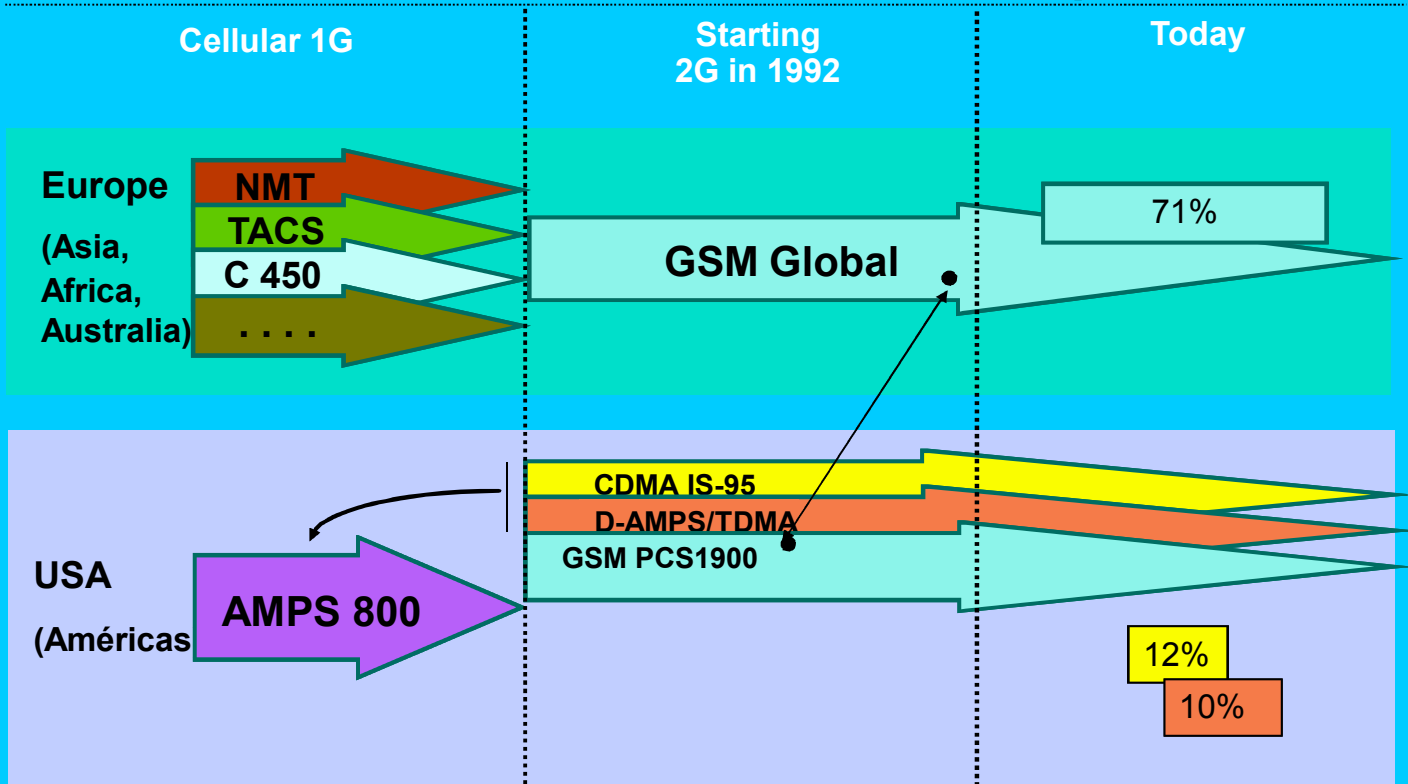 Cellular 1G
Starting
2G in 1992
Today
Europe
(Asia,
Africa,
Australia)
NMT
TACS
C 450
. . . .
GSM Global
71%
CDMA IS-95
D-AMPS/TDMA
GSM PCS1900
USA
(Américas
AMPS 800
12%
10%